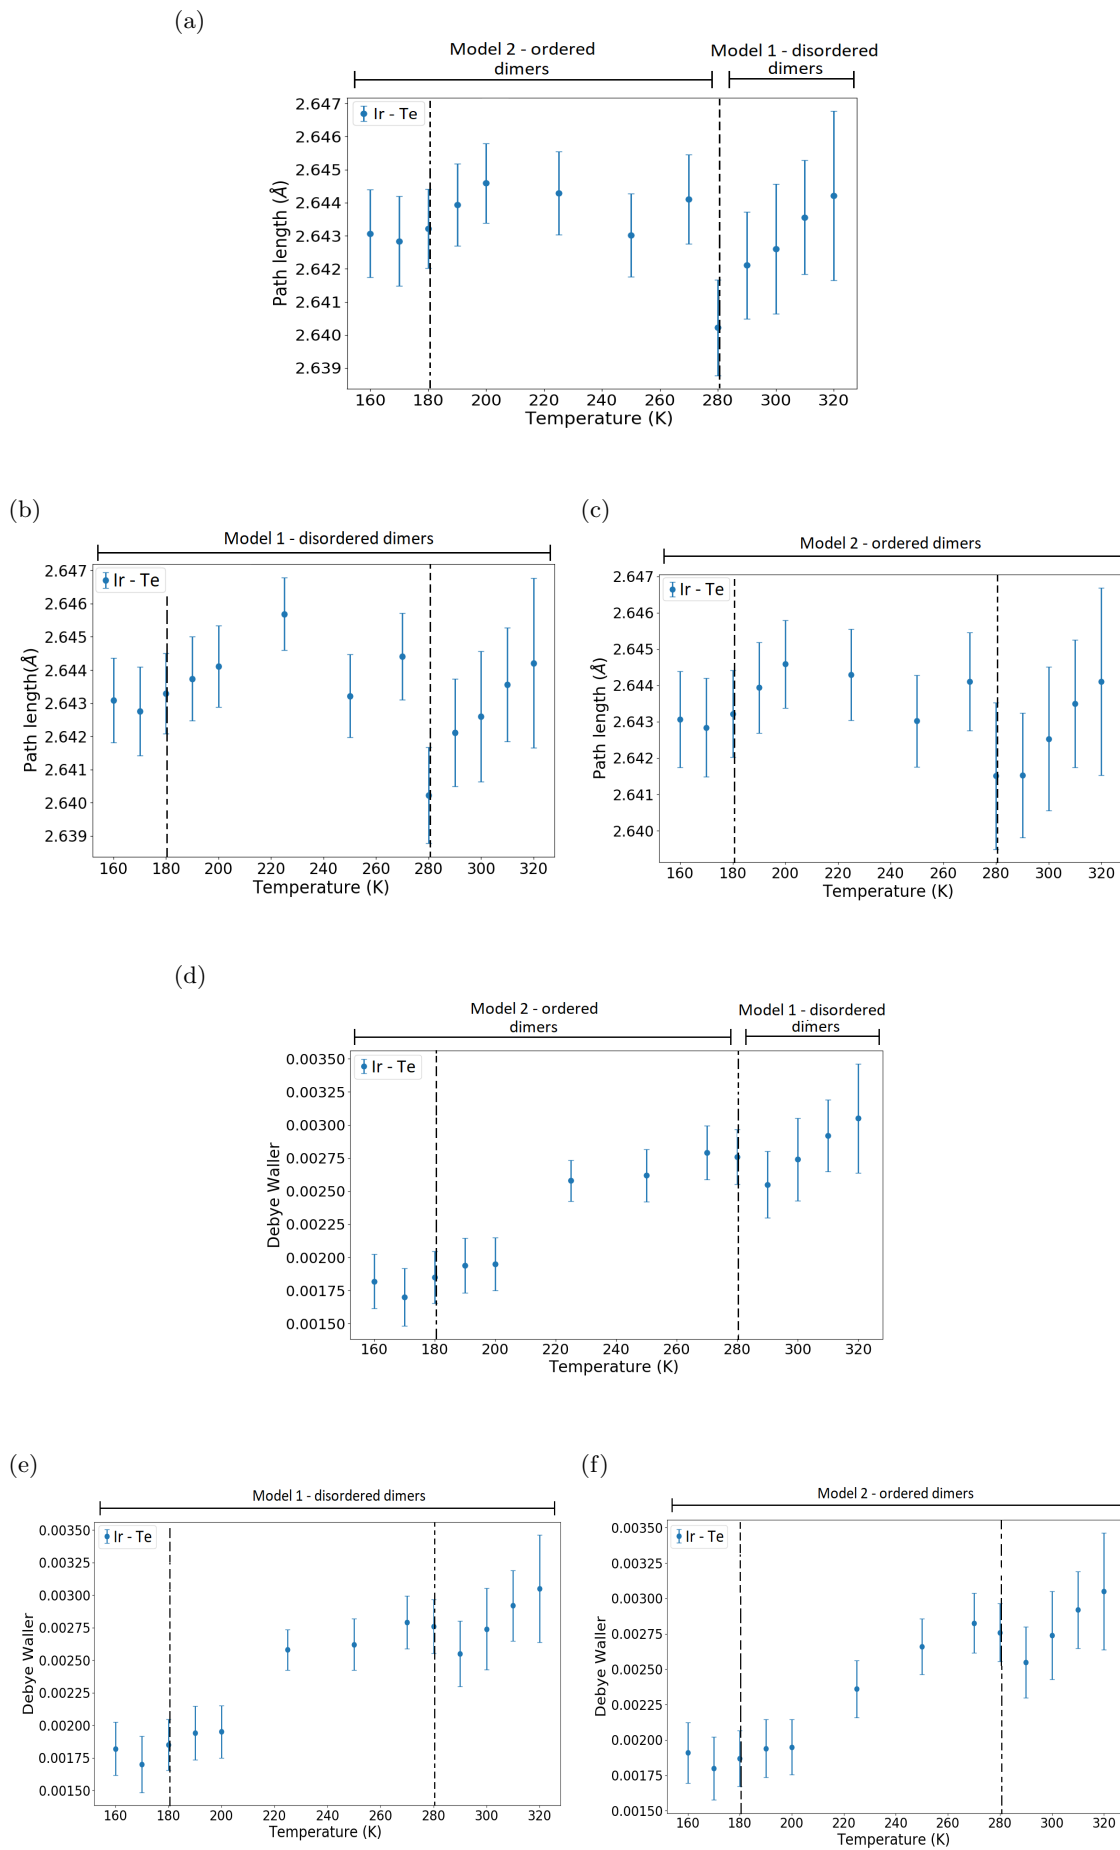 (a)
Model 2 - ordered
dimers
Model 1 - disordered
dimers
2.647
2.646
2.645
2.644
2.643
2.642
2.641
2.640
2.639
Path length (Å)
Ir - Te
160 180 200 220 240 260 280 300 320
Temperature (K)
(b)
Model 1 - disordered dimers
2.647
2.646
2.645
2.644
2.643
2.642
2.641
2.640
2.639
Path length(Å)
Ir - Te
160 180 200 220 240 260 280 300 320
Temperature (K)
(c)
Model 2 - ordered dimers
2.647
2.646
2.645
2.644
2.643
2.642
2.641
2.640
Path length (Å)
Ir - Te
160 180 200 220 240 260 280 300 320
Temperature (K)
(d)
Model 2 - ordered
dimers
Model 1 - disordered
dimers
0.00350
0.00325
0.00300
0.00275
0.00250
0.00225
0.00200
0.00175
0.00150
Debye Waller
Ir - Te
160 180 200 220 240 260 280 300 320
Temperature (K)
(e)
Model 1 - disordered dimers
0.00350
0.00325
0.00300
0.00275
0.00250
0.00225
0.00200
0.00175
0.00150
Debye Waller
Ir - Te
160 180 200 220 240 260 280 300 320
Temperature (K)
(f)
Model 2 - ordered dimers
0.00350
0.00325
0.00300
0.00275
0.00250
0.00225
0.00200
0.00175
0.00150
Debye Waller
Ir - Te
160 180 200 220 240 260 280 300 320
Temperature (K)